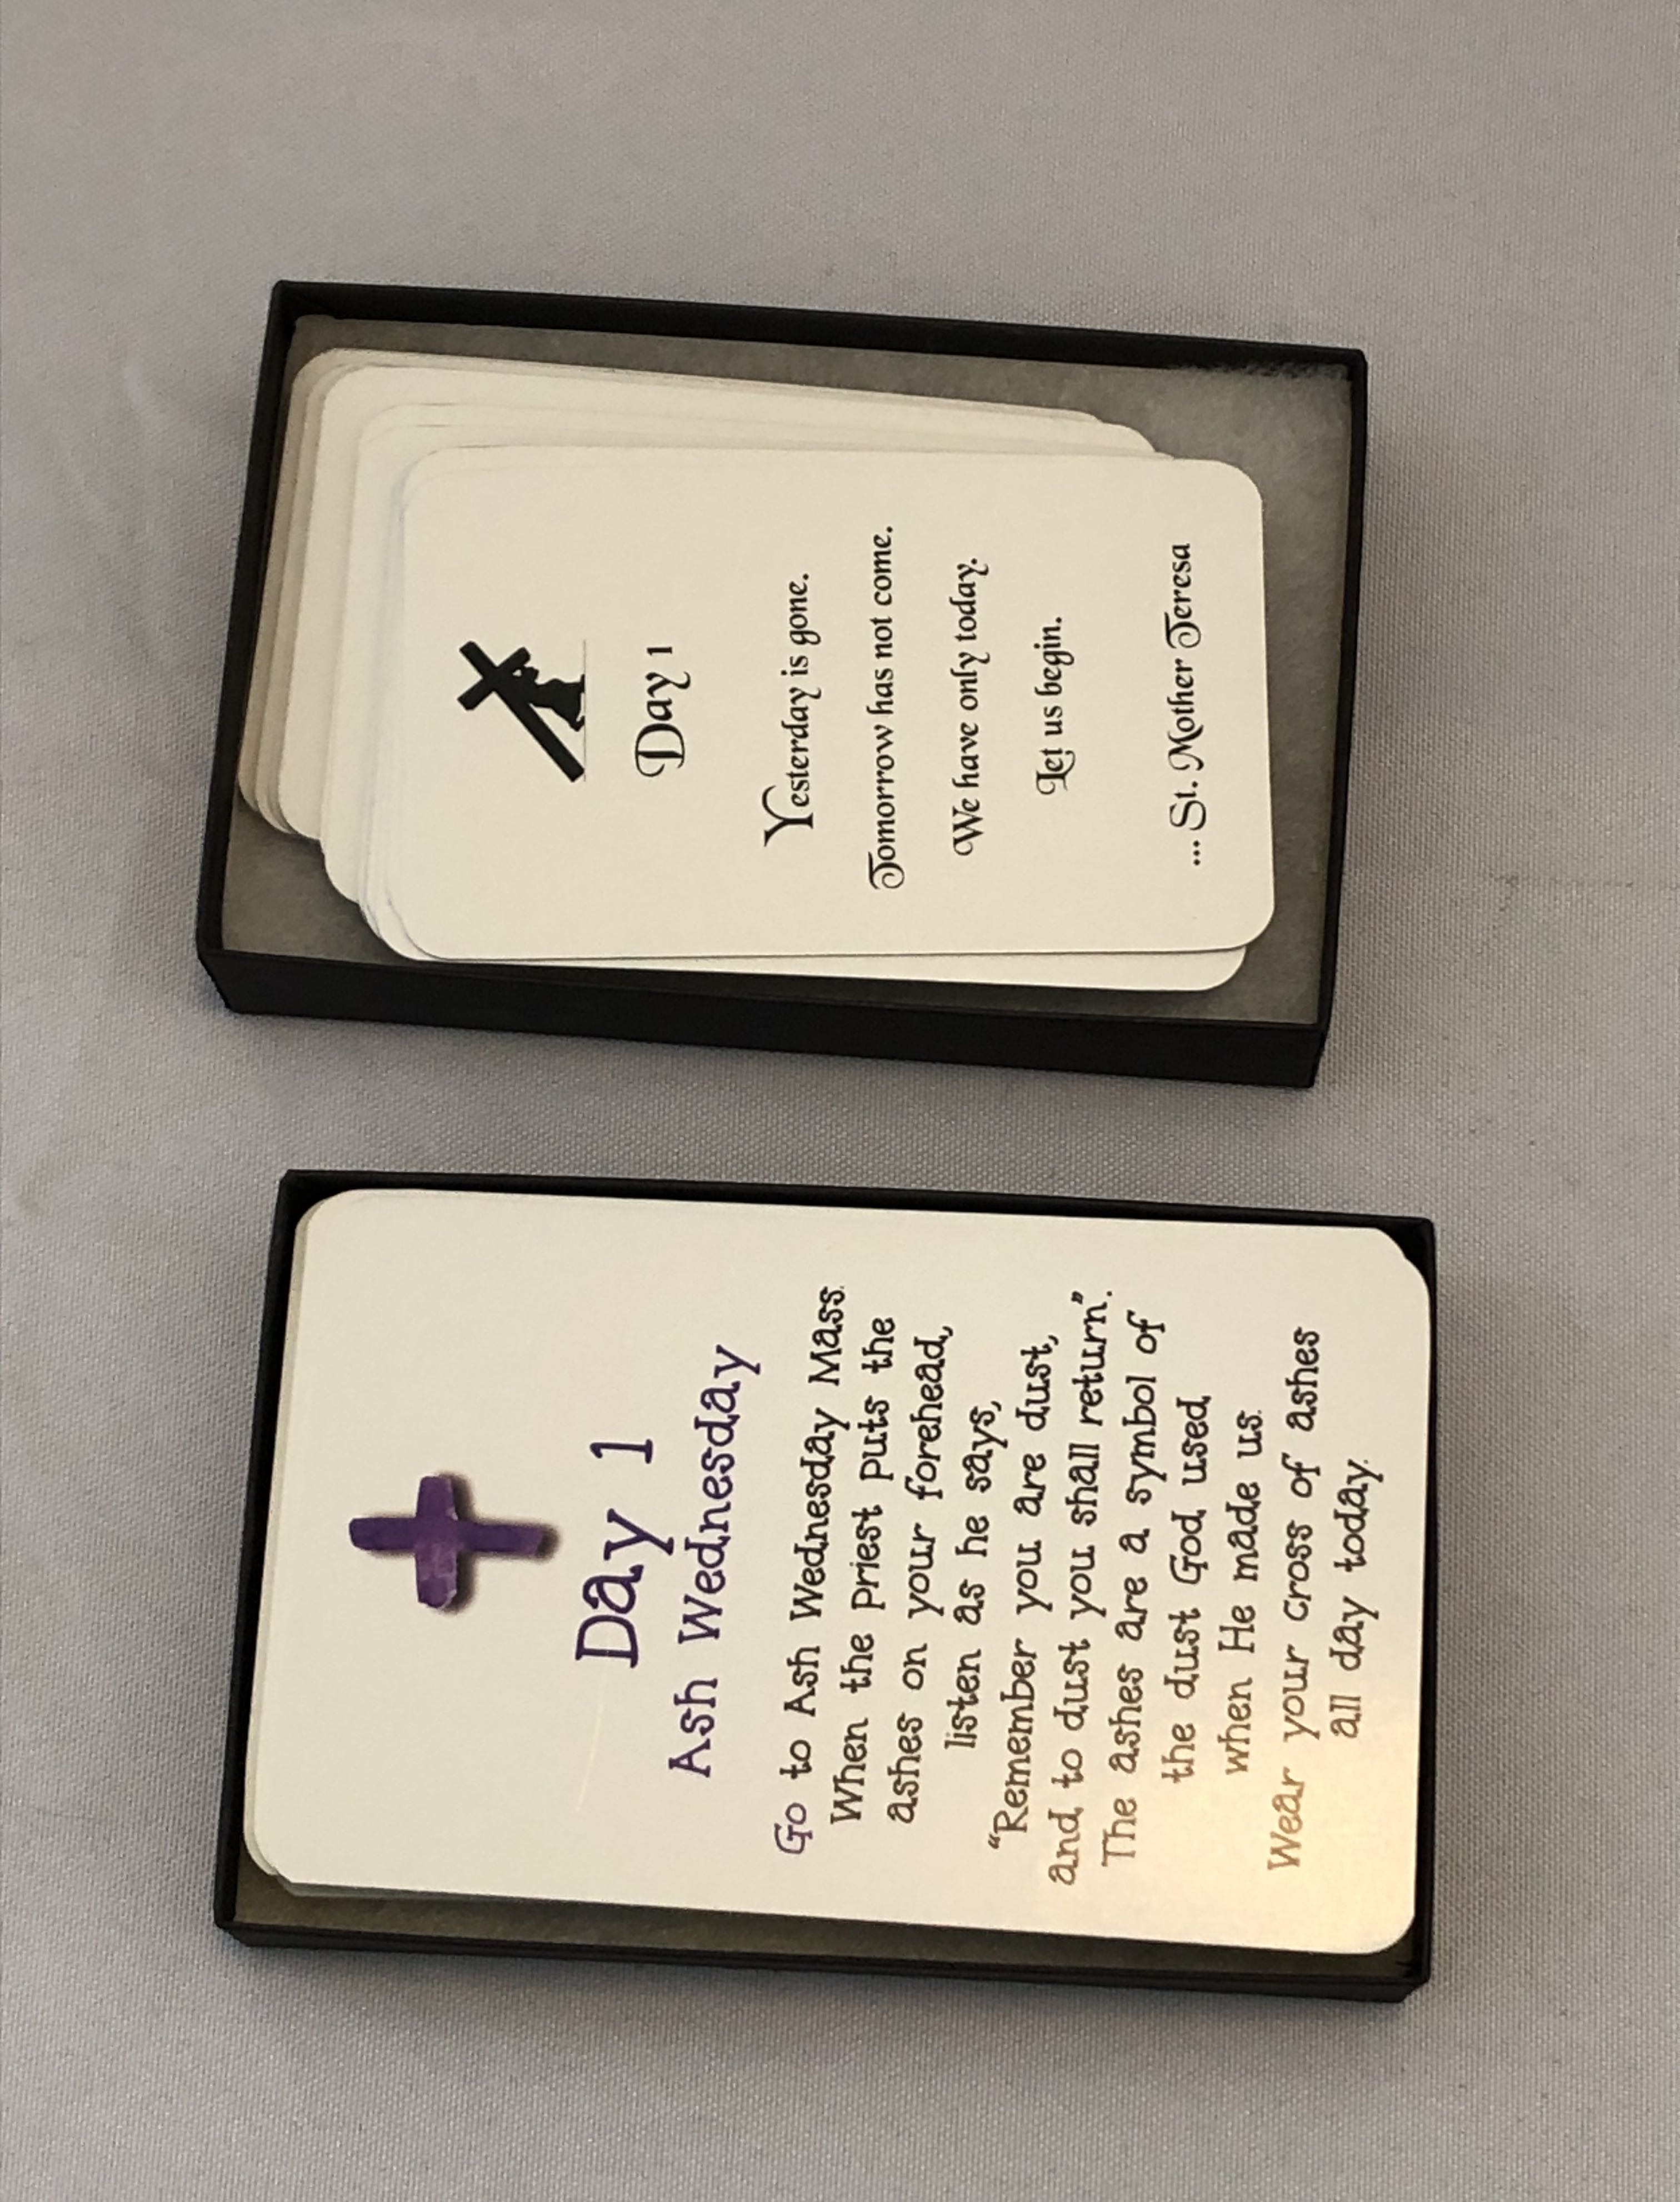 Day 1
Ash Wednesday
Go to Ash Wednesday Mass.
When the priest puts the
ashes on your forehead,
listen as he says,
“Remember you are dust,
and to dust you shall return”.
The ashes are a symbol of
the dust God used
when He made us.
Wear your cross of ashes
all day today.
Day 1
Yesterday is gone.
Tomorrow has not come.
We have only today.
Let us begin.
... St. Mother Teresa